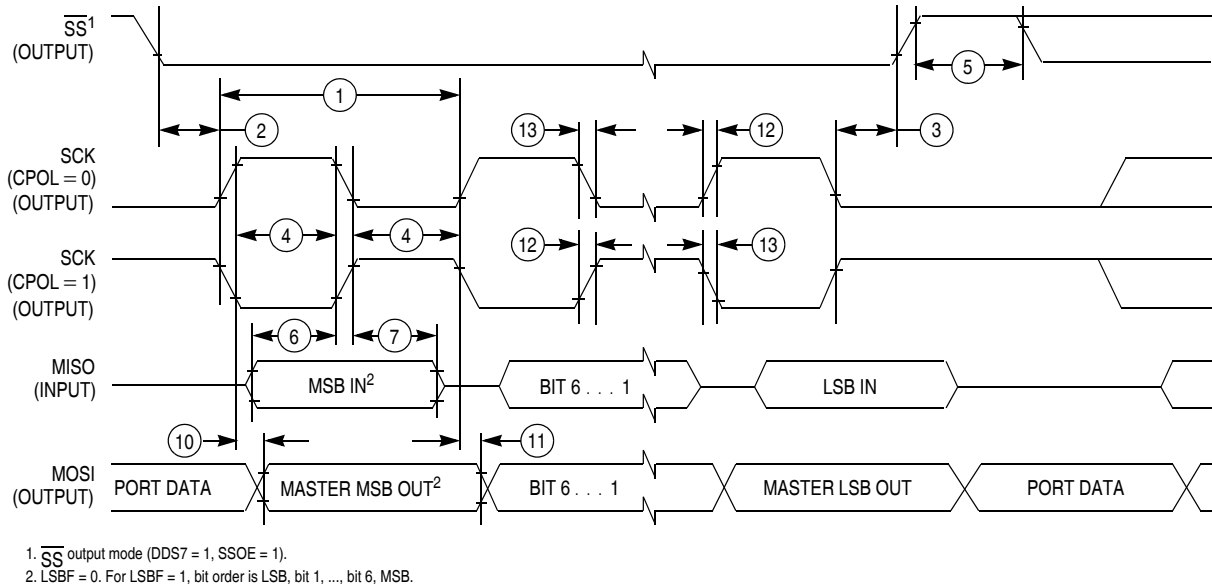 SS¹
(OUTPUT)
5
1
2
13
12
3
SCK
(CPOL = 0)
(OUTPUT)
4
4
12
13
SCK
(CPOL = 1)
(OUTPUT)
6
7
MISO
(INPUT)
MSB IN²
BIT 6 . . . 1
LSB IN
10
11
MOSI
(OUTPUT)
PORT DATA
MASTER MSB OUT²
BIT 6 . . . 1
MASTER LSB OUT
PORT DATA
1. SS output mode (DDS7 = 1, SSOE = 1).
2. LSBF = 0. For LSBF = 1, bit order is LSB, bit 1, ..., bit 6, MSB.